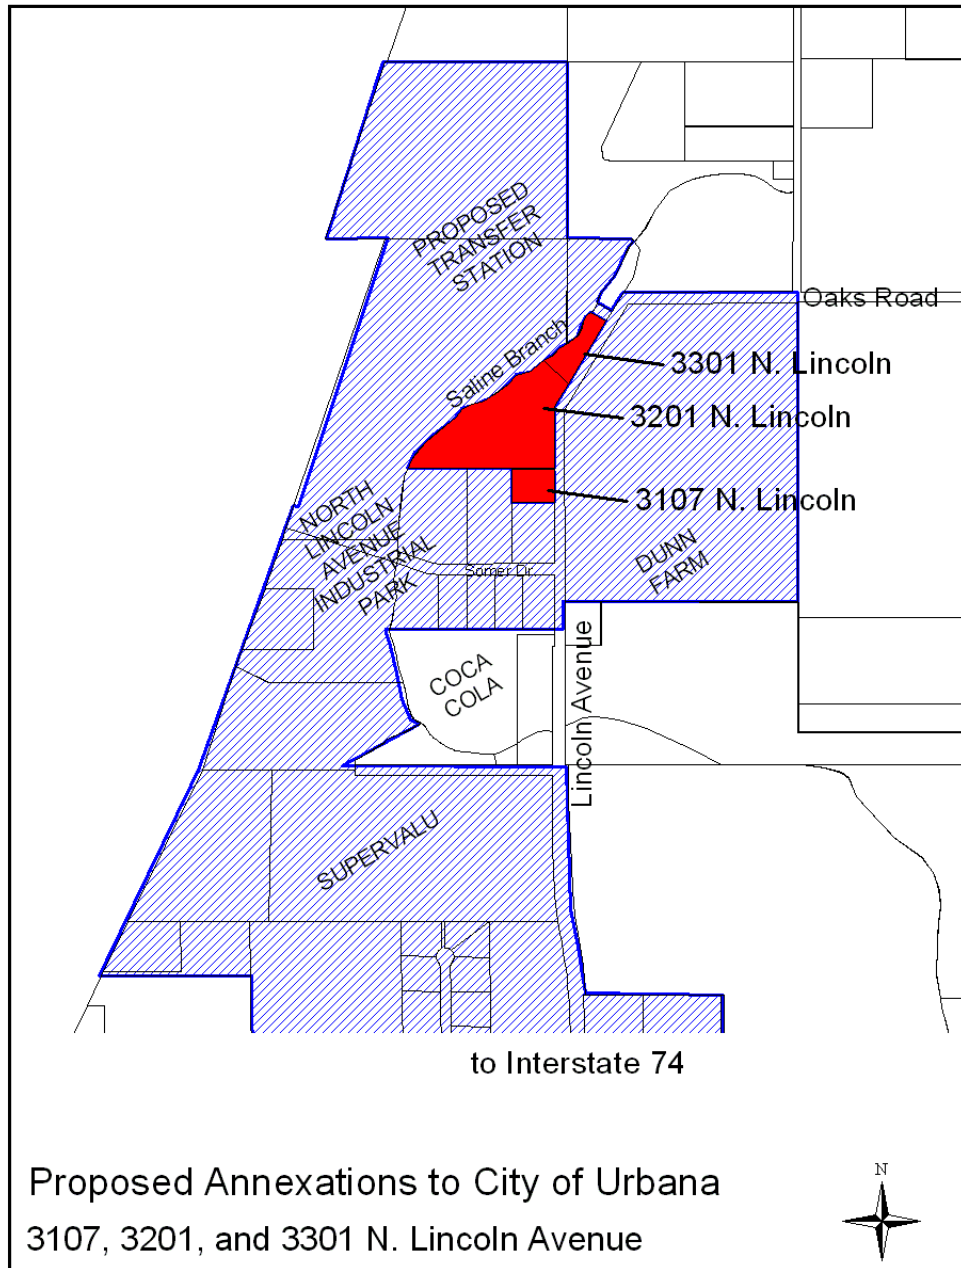 PROPOSED
TRANSFER
STATION
Oaks Road
Saline Branch
3301 N. Lincoln
3201 N. Lincoln
3107 N. Lincoln
NORTH
LINCOLN
AVENUE
INDUSTRIAL
PARK
DUNN
FARM
Somer Dr
COCA
COLA
Lincoln Avenue
SUPERVALU
to Interstate 74
Proposed Annexations to City of Urbana
3107, 3201, and 3301 N. Lincoln Avenue
N